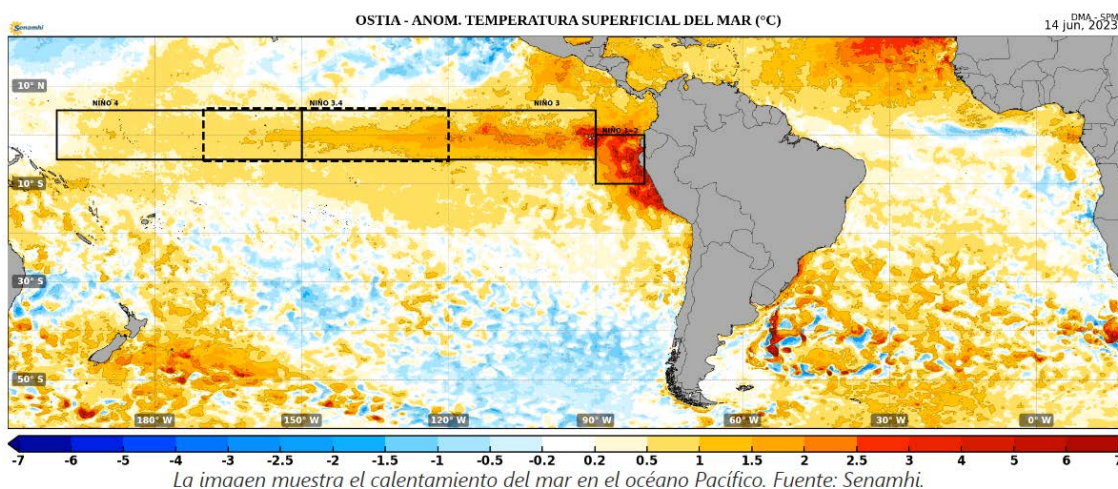 OSTIA - ANOM. TEMPERATURA SUPERFICIAL DEL MAR (°C)
DMA - SPM
14 jun, 2023
Senamhi
NIÑO 4
NIÑO 3.4
NIÑO 3
NIÑO 1+2
10° N
10° S
30° S
50° S
180° W
150° W
120° W
90° W
60° W
30° W
0° W
-7 -6 -5 -4 -3 -2.5 -2 -1.5 -1 -0.5 -0.2 0.2 0.5 1 1.5 2 2.5 3 4 5 6 7
La imagen muestra el calentamiento del mar en el océano Pacífico. Fuente: Senamhi.